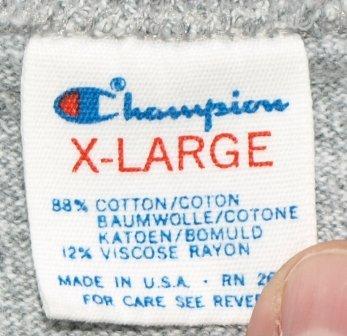 Champion
X-LARGE
88% COTTON/COTON
BAUMWOLLE/COTONE
KATOEN/BOMULD
12% VISCOSE RAYON
MADE IN U.S.A. · RN
FOR CARE SEE